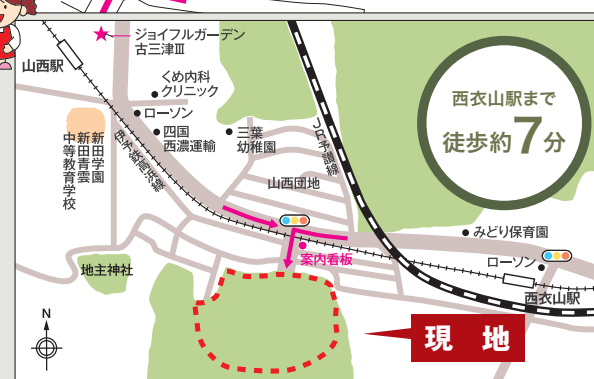 ジョイフルガーデン
古三津Ⅲ
山西駅
くめ内科
クリニック
ローソン
四国
西濃運輸
三葉
幼稚園
新田学園
新田青雲
中等教育学校
伊予鉄高浜線
JR予讃線
山西団地
西衣山駅まで
徒歩約7分
みどり保育園
ローソン
西衣山駅
案内看板
地主神社
現 地
N